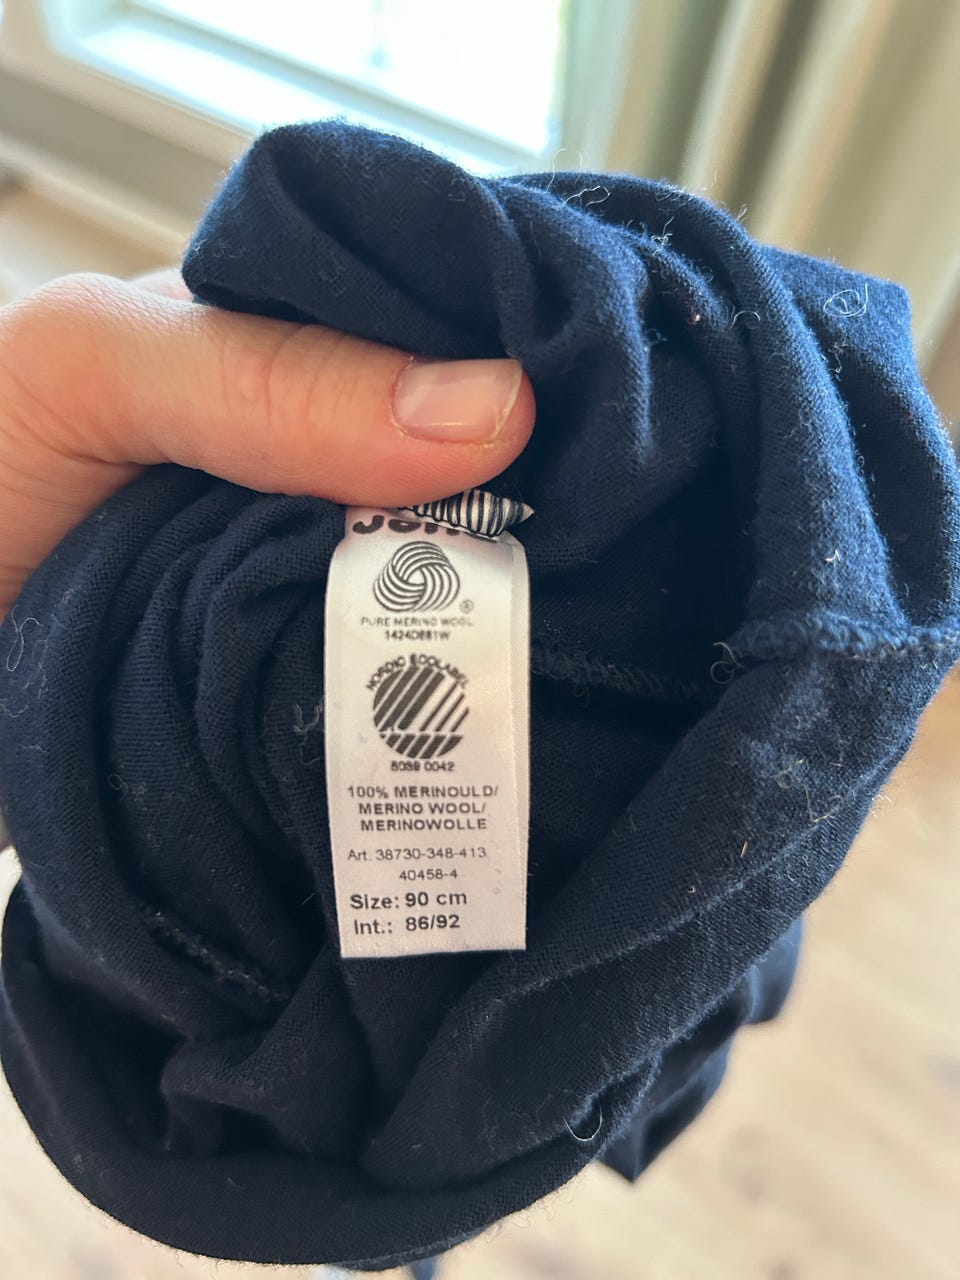 PURE MERINO WOOL
1424D881W
NORDIC ECOLABEL
5089 0042
100% MERINOULD/
MERINO WOOL/
MERINOWOLLE
Art. 38730-348-413
40458-4
Size: 90 cm
Int.: 86/92